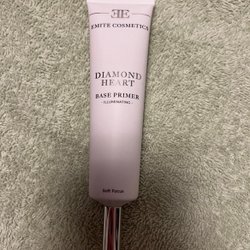 EMITE COSMETICS
DIAMOND
HEART
BASE PRIMER
- ILLUMINATING -
Soft Focus